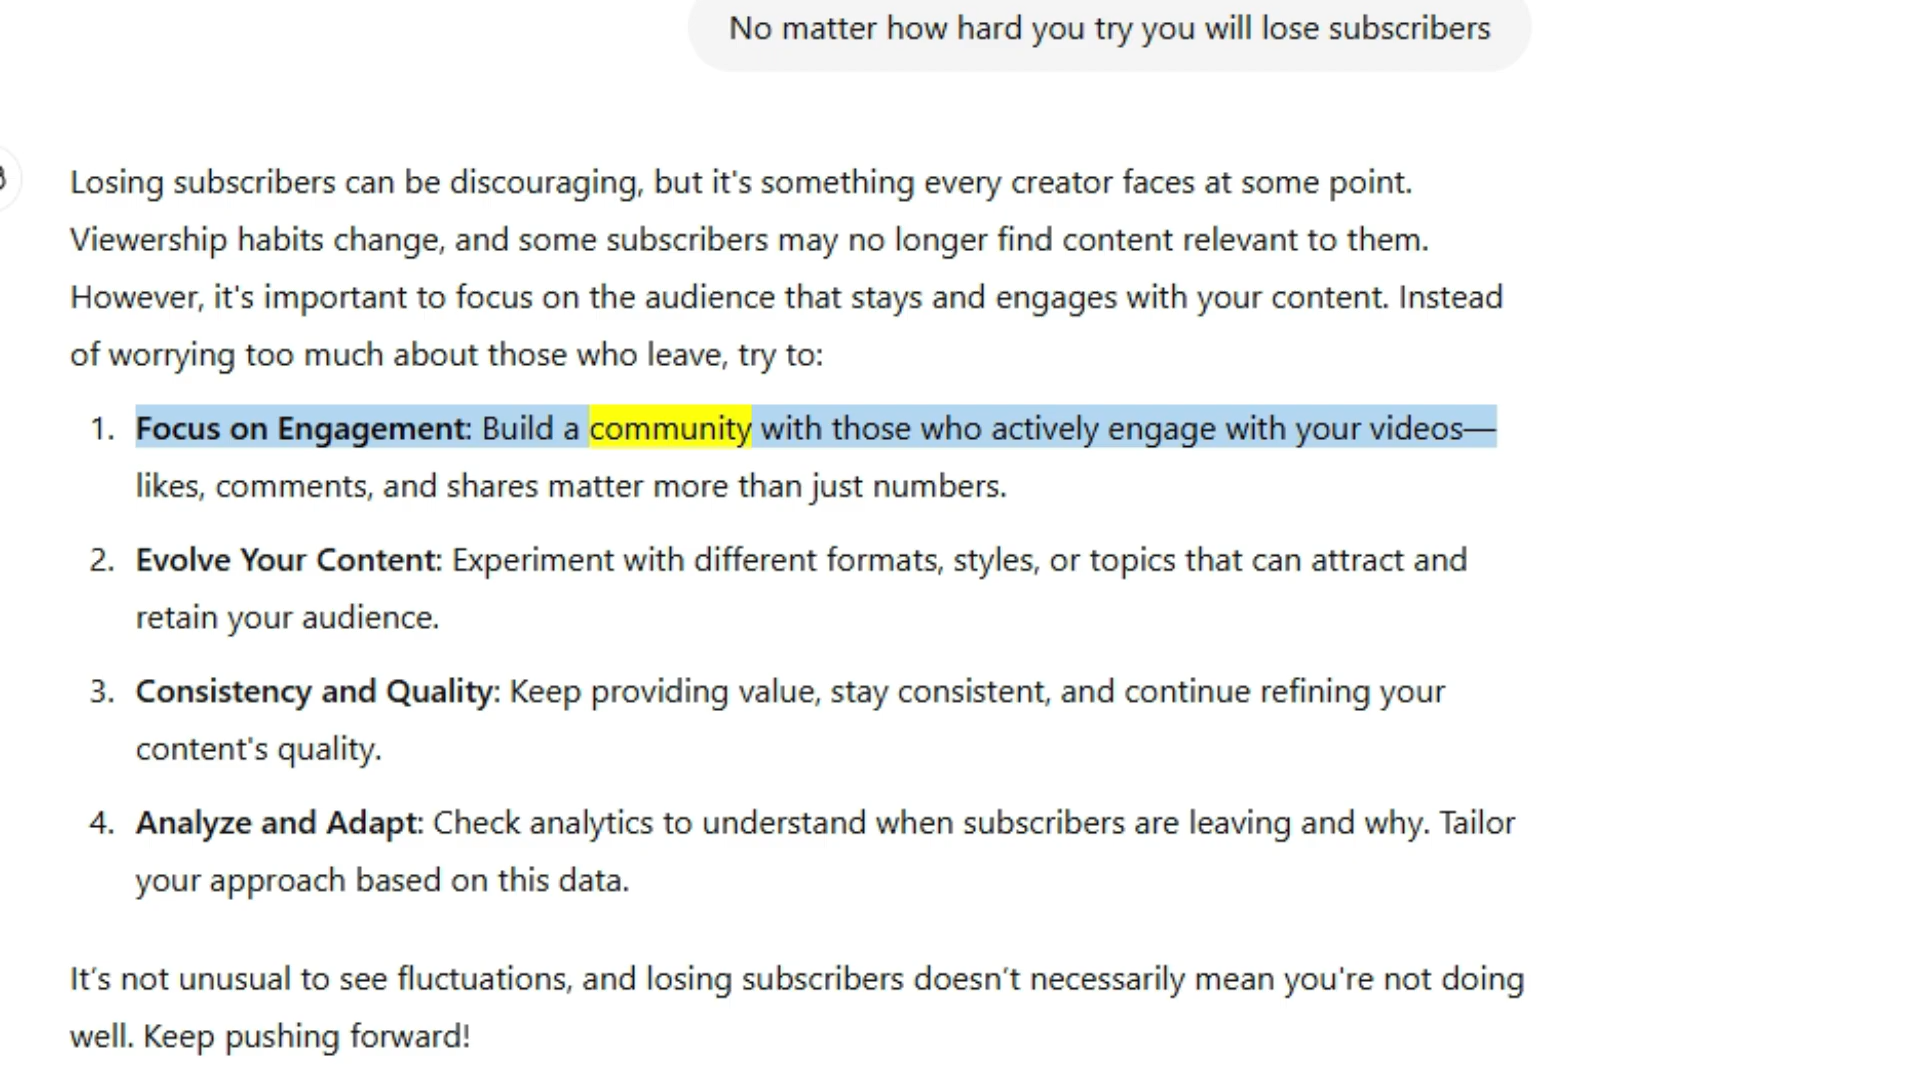 No matter how hard you try you will lose subscribers
Losing subscribers can be discouraging, but it's something every creator faces at some point.
Viewership habits change, and some subscribers may no longer find content relevant to them.
However, it's important to focus on the audience that stays and engages with your content. Instead
of worrying too much about those who leave, try to:
1. Focus on Engagement: Build a community with those who actively engage with your videos—
likes, comments, and shares matter more than just numbers.
2. Evolve Your Content: Experiment with different formats, styles, or topics that can attract and
retain your audience.
3. Consistency and Quality: Keep providing value, stay consistent, and continue refining your
content's quality.
4. Analyze and Adapt: Check analytics to understand when subscribers are leaving and why. Tailor
your approach based on this data.
It’s not unusual to see fluctuations, and losing subscribers doesn’t necessarily mean you're not doing
well. Keep pushing forward!